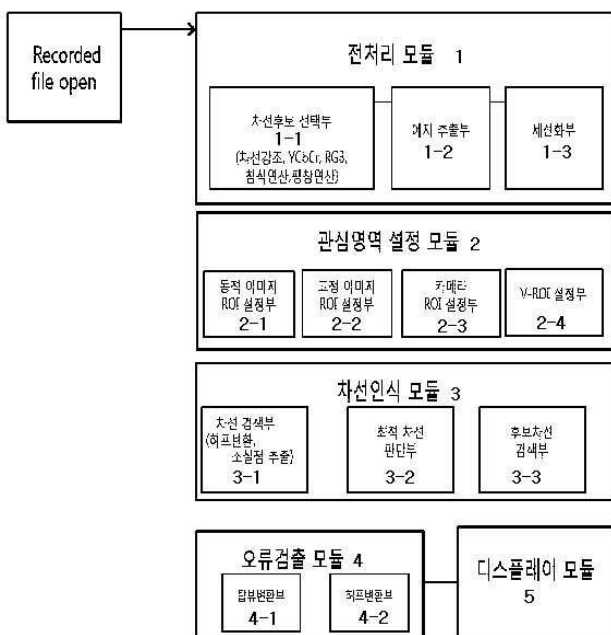 Recorded
file open
전처리 모듈 1
차선후보 선택부
1-1
(차선강조, YCbCr, RGB,
침식연산,팽창연산)
에지 추출부
1-2
세선화부
1-3
관심영역 설정 모듈 2
동적 이미지
ROI 설정부
2-1
고정 이미지
ROI 설정부
2-2
카메라
ROI 설정부
2-3
V-ROI 설정부
2-4
차선인식 모듈 3
차선 검색부
(허프변환,
소실점 추출)
3-1
최적 차선
판단부
3-2
후보차선
검색부
3-3
오류검출 모듈 4
탑뷰변환부
4-1
허프변환부
4-2
디스플레이 모듈
5